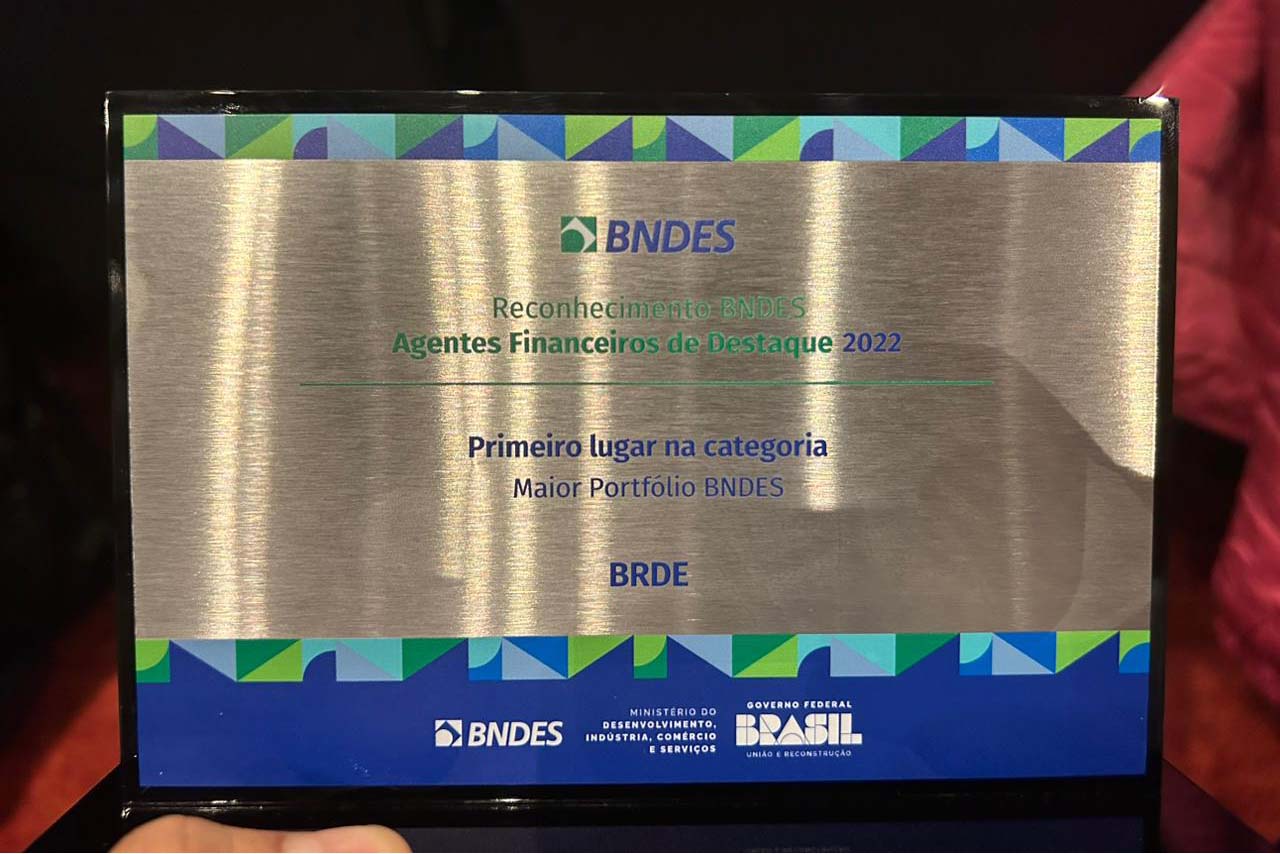 BNDES
Reconhecimento BNDES
Agentes Financeiros de Destaque 2022
Primeiro lugar na categoria
Maior Portfólio BNDES
BRDE
BNDES
MINISTÉRIO DO
DESENVOLVIMENTO,
INDÚSTRIA, COMÉRCIO
E SERVIÇOS
GOVERNO FEDERAL
BRASIL
UNIÃO E RECONSTRUÇÃO